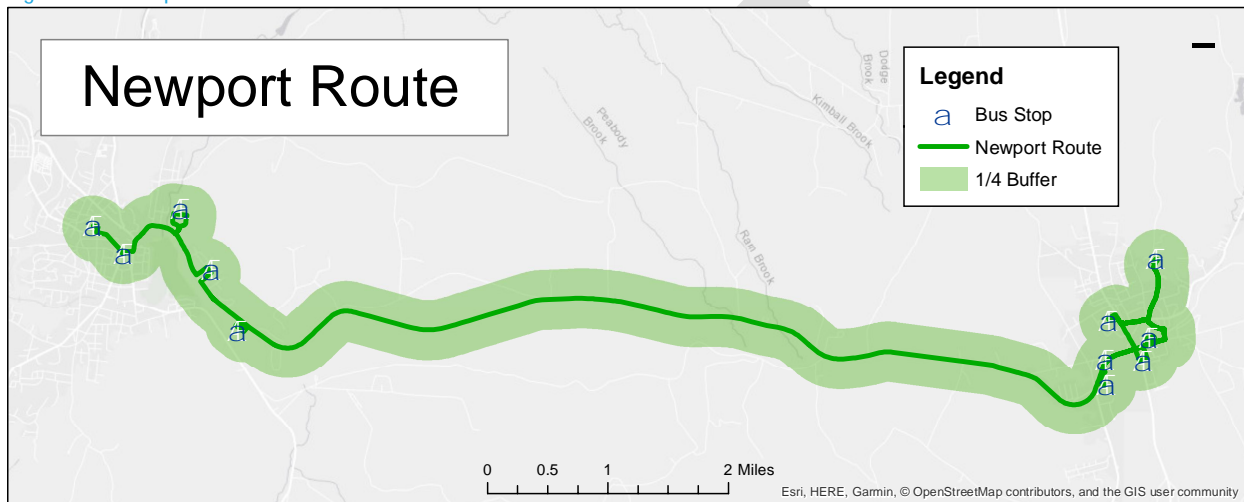 Newport Route
Legend
a Bus Stop
Newport Route
1/4 Buffer
Dodge
Brook
Kimball Brook
Peabody
Brook
Ram Brook
a
a
a
a
a
a
a
a
a
a
a
0 0.5 1 2 Miles
Esri, HERE, Garmin, © OpenStreetMap contributors, and the GIS user community